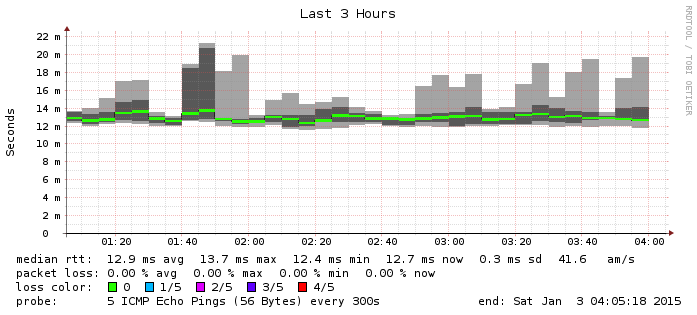 Last 3 Hours
RRDTOOL / TOBI OETIKER
Seconds
22 m
20 m
18 m
16 m
14 m
12 m
10 m
8 m
6 m
4 m
2 m
0
01:20 01:40 02:00 02:20 02:40 03:00 03:20 03:40 04:00
median rtt: 12.9 ms avg 13.7 ms max 12.4 ms min 12.7 ms now 0.3 ms sd 41.6 am/s
packet loss: 0.00 % avg 0.00 % max 0.00 % min 0.00 % now
loss color: 0 1/5 2/5 3/5 4/5
probe: 5 ICMP Echo Pings (56 Bytes) every 300s end: Sat Jan 3 04:05:18 2015